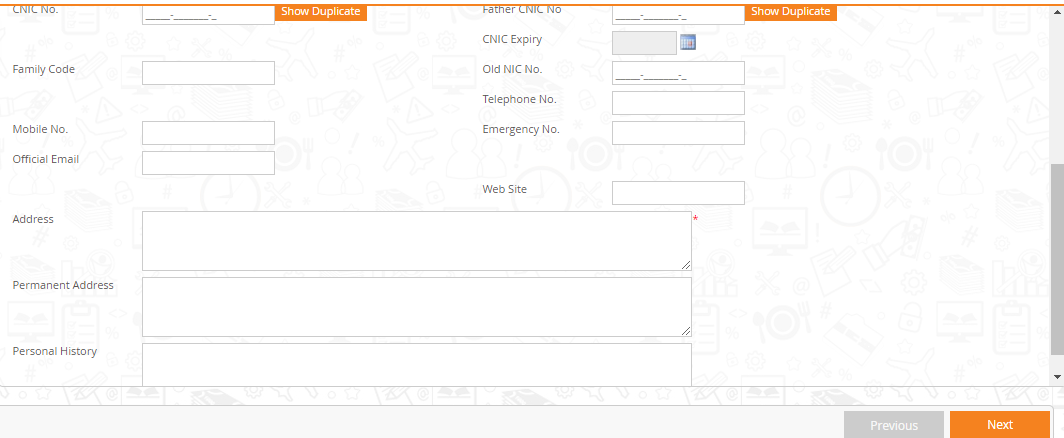 CNIC No. _____-_______-_ Show Duplicate Father CNIC No _____-_______-_ Show Duplicate
CNIC Expiry
Family Code Old NIC No. _____-_______-_
Telephone No.
Mobile No. Emergency No.
Official Email
Web Site
Address *
Permanent Address
Personal History
Previous Next